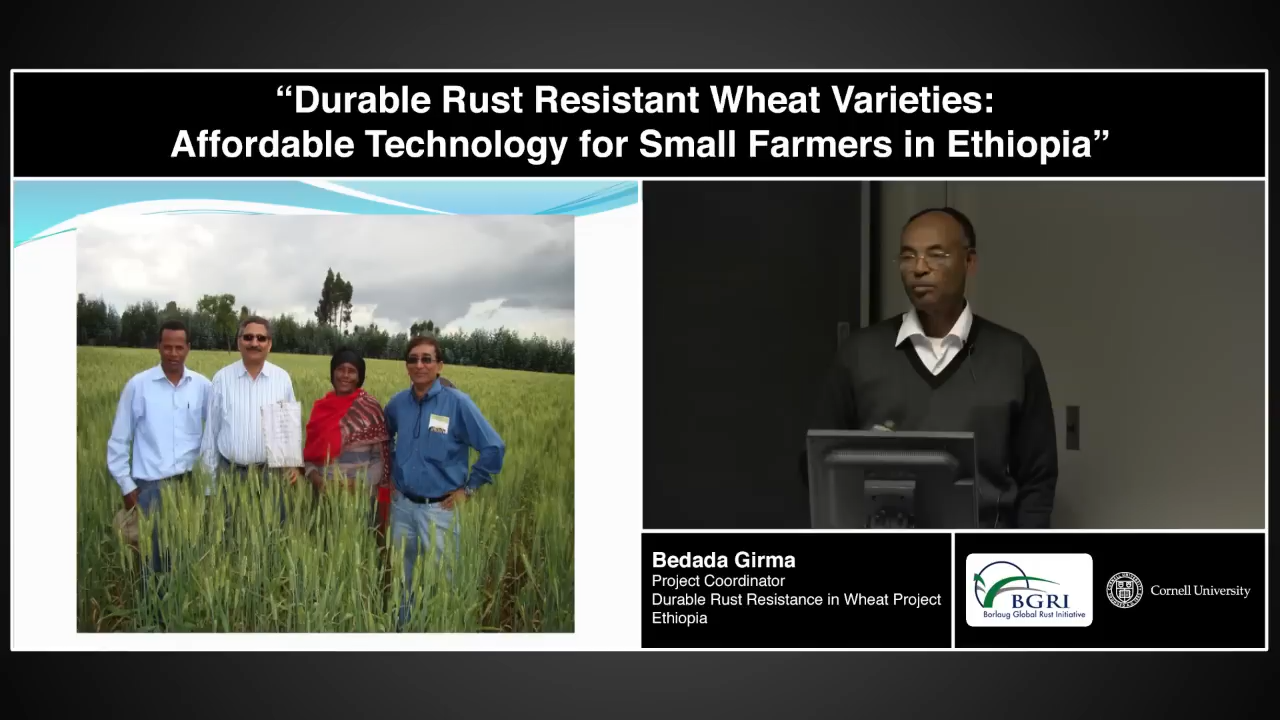 “Durable Rust Resistant Wheat Varieties:
Affordable Technology for Small Farmers in Ethiopia”
Bedada Girma
Project Coordinator
Durable Rust Resistance in Wheat Project
Ethiopia
BGRI
Borlaug Global Rust Initiative
Cornell University